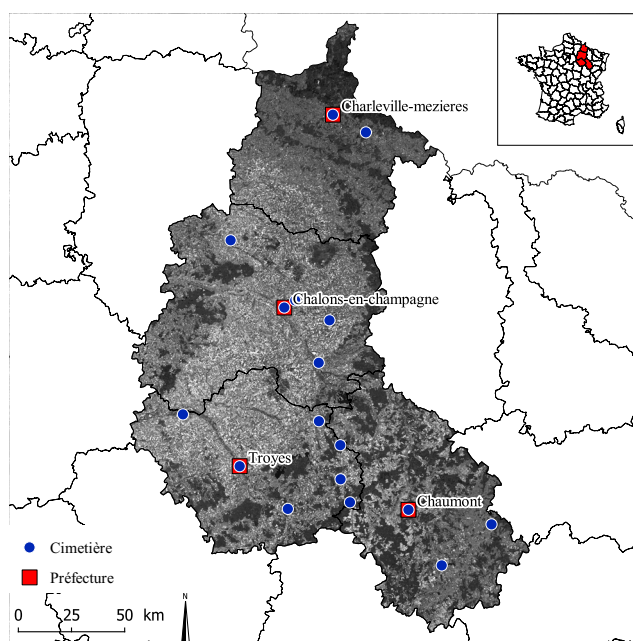 Charleville-mezieres
Chalons-en-champagne
Troyes
Chaumont
Cimetière
Préfecture
0 25 50 km
N